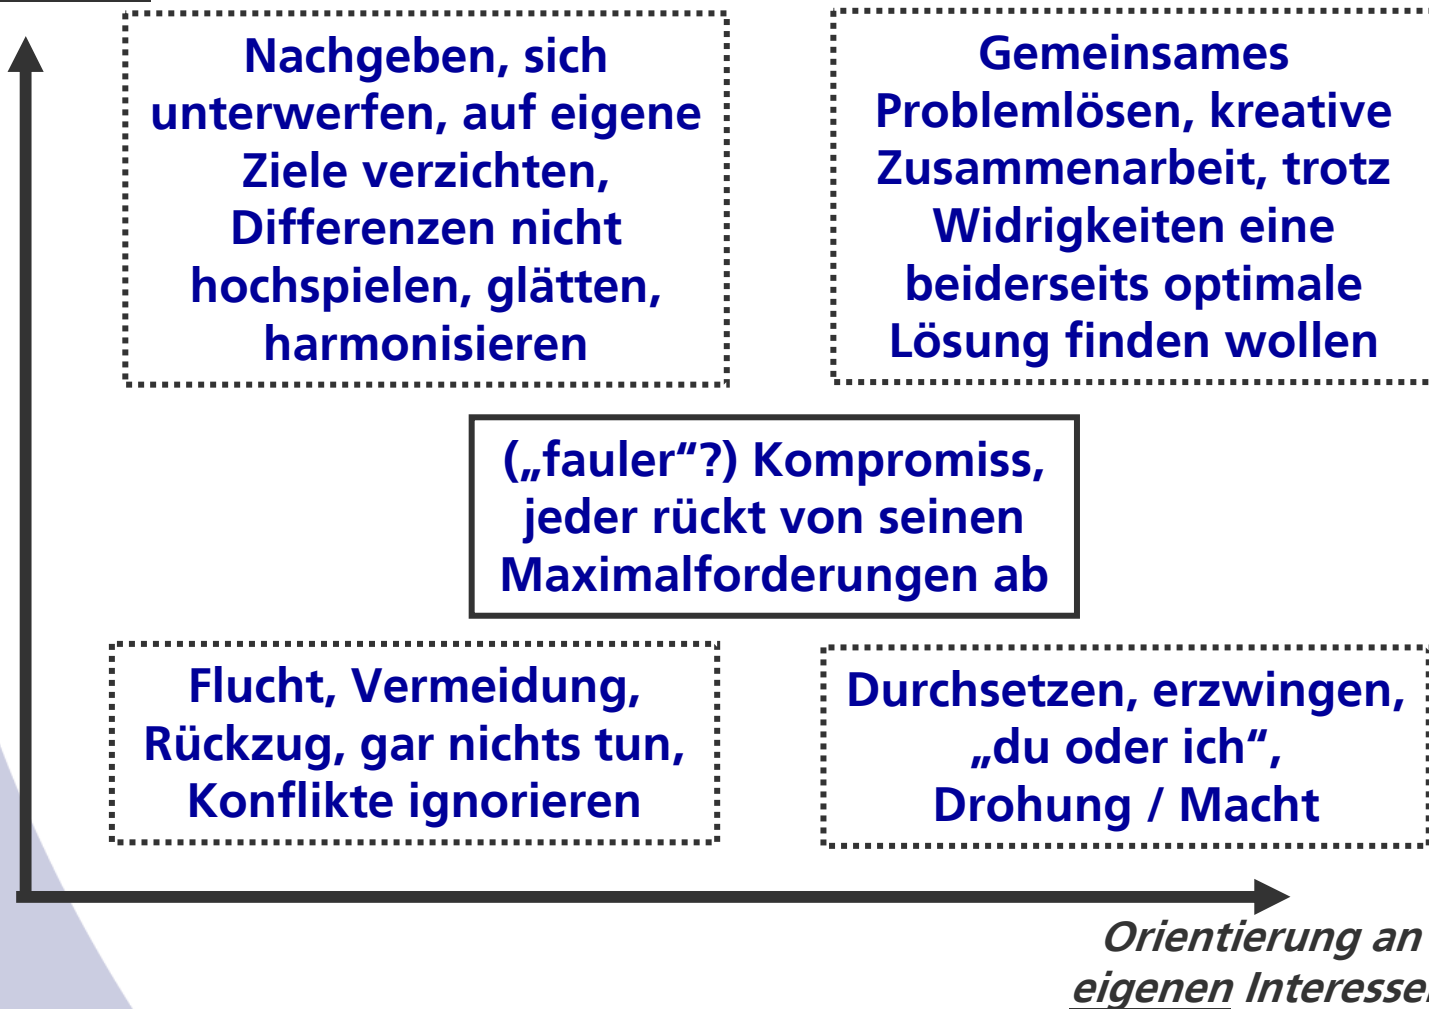 Nachgeben, sich
unterwerfen, auf eigene
Ziele verzichten,
Differenzen nicht
hochspielen, glätten,
harmonisieren
Gemeinsames
Problemlösen, kreative
Zusammenarbeit, trotz
Widrigkeiten eine
beiderseits optimale
Lösung finden wollen
(„fauler“?) Kompromiss,
jeder rückt von seinen
Maximalforderungen ab
Flucht, Vermeidung,
Rückzug, gar nichts tun,
Konflikte ignorieren
Durchsetzen, erzwingen,
„du oder ich“,
Drohung / Macht
Orientierung an
eigenen Interessen